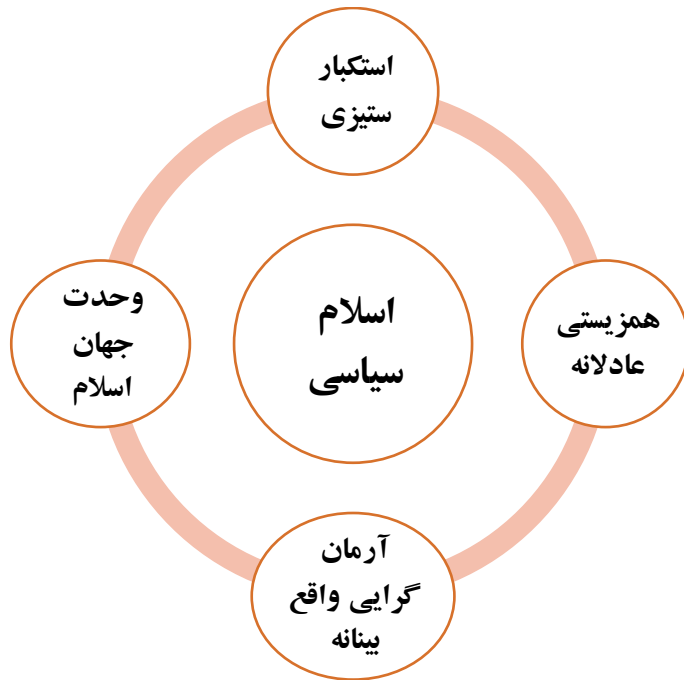 استکبار
ستیزی
همزیستی
عادلانه
اسلام
سیاسی
وحدت
جهان
اسلام
آرمان
گرایی واقع
بینانه